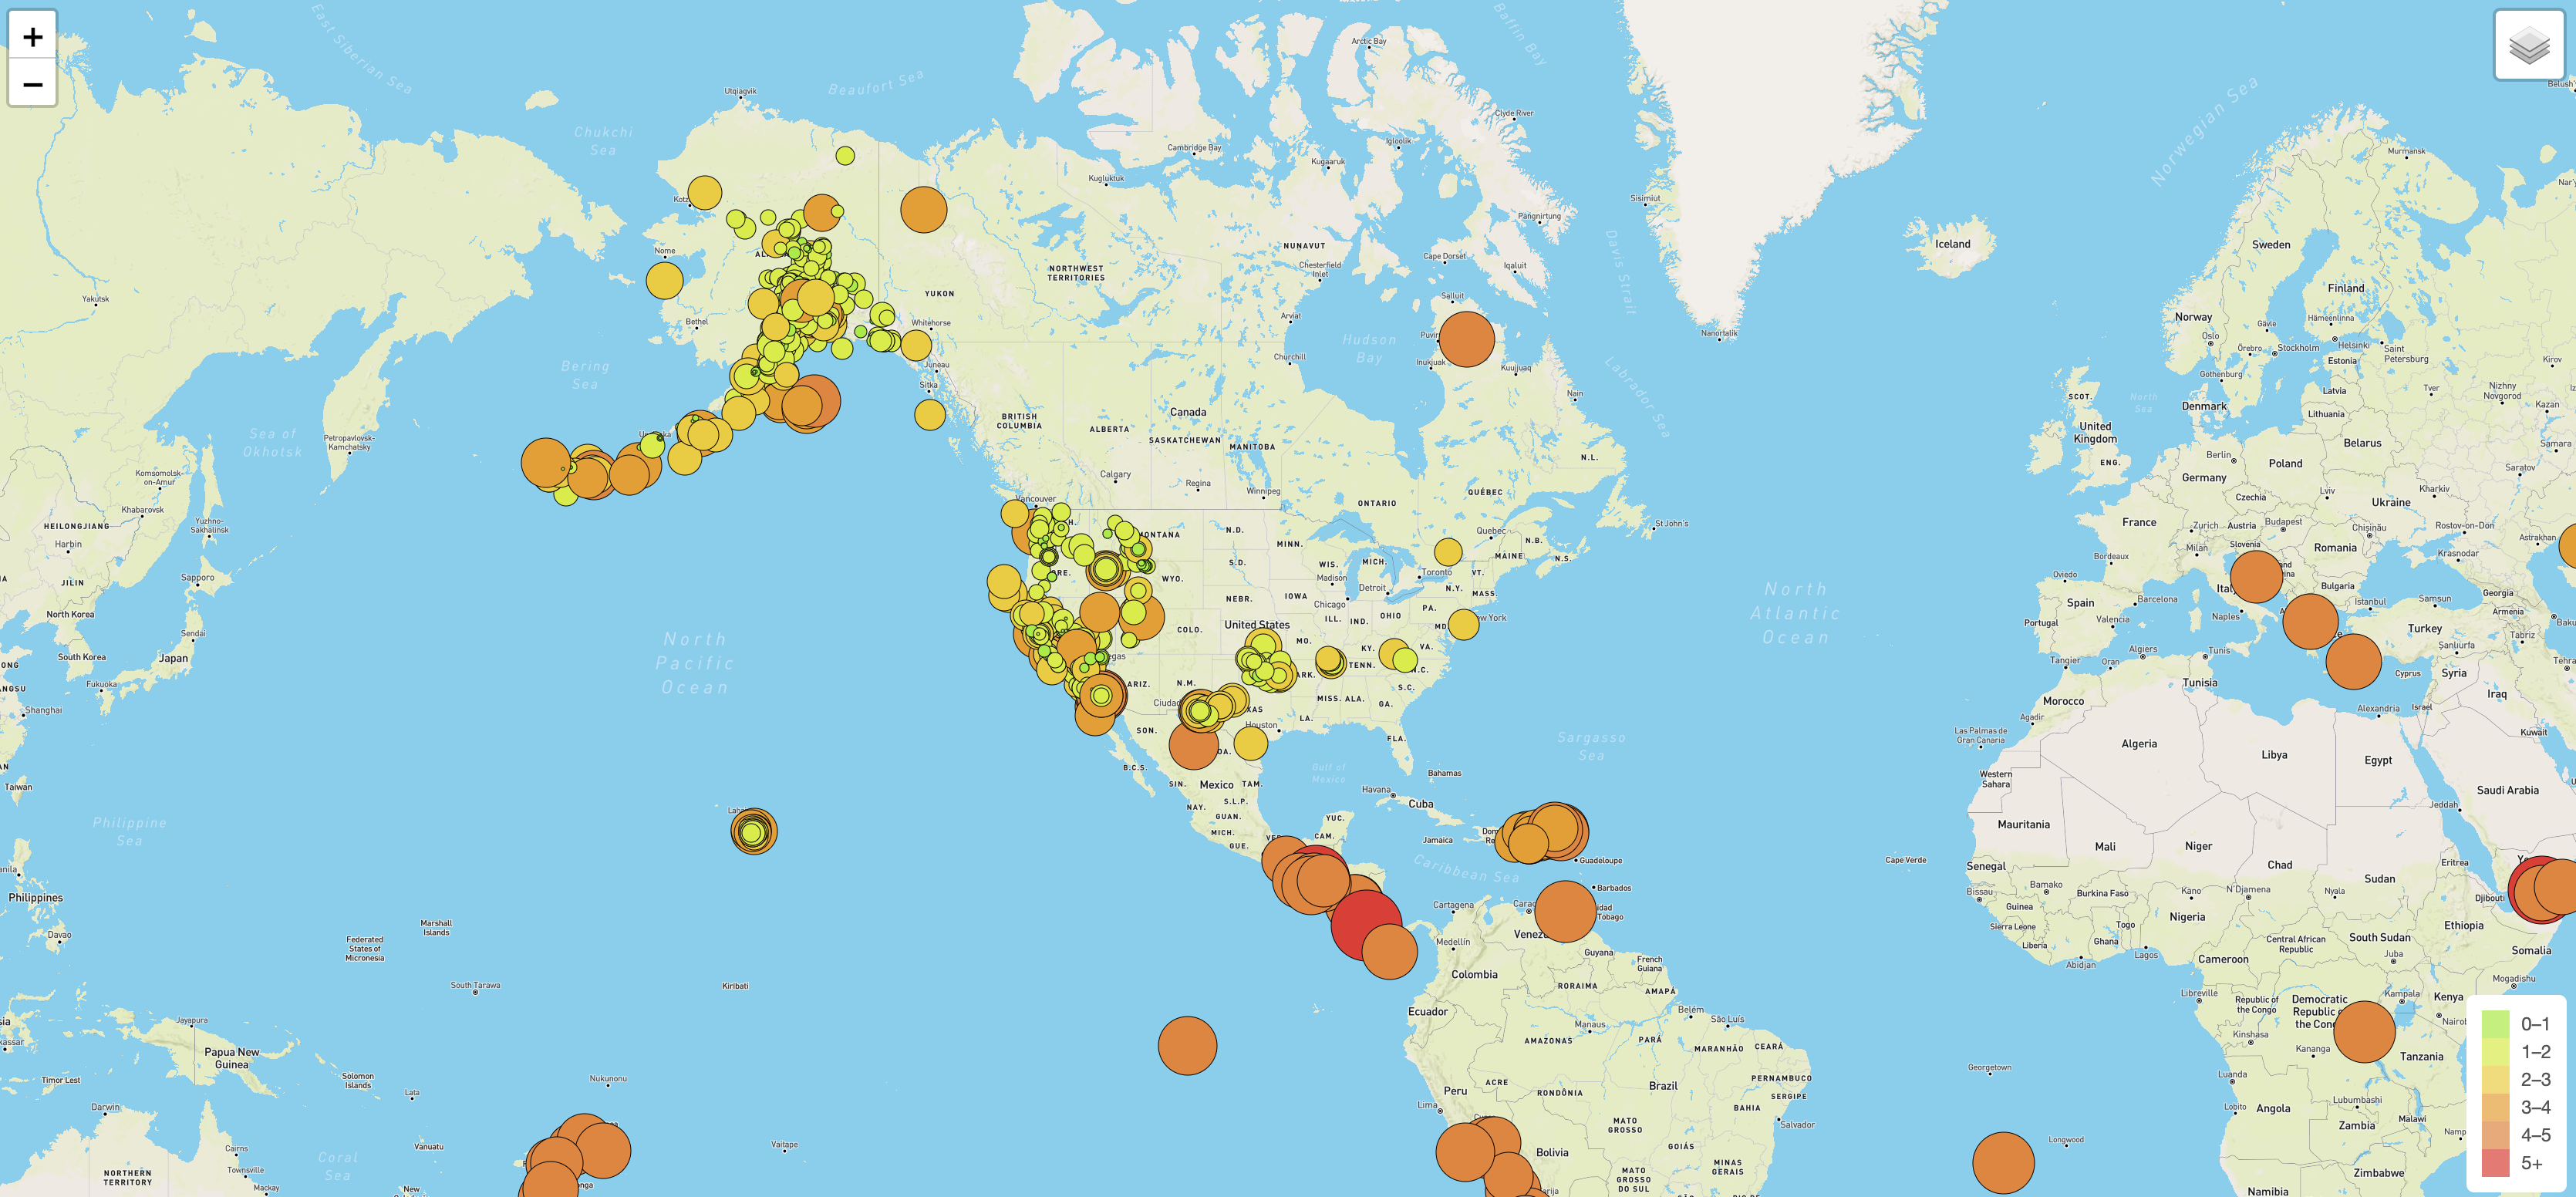 +
−
East Siberian Sea
Beaufort Sea
Baffin Bay
Arctic Bay
Utqiagvik
Clyde River
Norwegian Sea
Chukchi
Sea
Cambridge Bay
Igloolik
Murmansk
Kugaaruk
Kugluktuk
Pangnirtung
Sisimiut
Nome
NUNAVUT
Iceland
Sweden
Cape Dorset
Iqaluit
Chesterfield
Inlet
NORTHWEST
TERRITORIES
Davis Strait
Finland
Yakutsk
YUKON
Salluit
Bethel
Whitehorse
Arviat
Norway
Hämeenlinna
Gävle
Oslo
Nanortalik
Hudson
Bay
Örebro
Stockholm
Helsinki
Saint
Petersburg
Estonia
Bering
Sea
Juneau
Churchill
Inukjuak
Kuujjuaq
Kirov
Gothenburg
Sitka
Nain
Labrador Sea
Latvia
Tver
Nizhny
Novgorod
SCOT.
North
Sea
Denmark
Lithuania
Kazan
BRITISH
COLUMBIA
Canada
ALBERTA
SASKATCHEWAN
MANITOBA
United
Kingdom
Belarus
Samara
Sea of
Okhotsk
Petropavlovsk-
Kamchatsky
N.L.
ENG.
Berlin
Poland
Saratov
Komsomolsk-
on-Amur
Calgary
Regina
Winnipeg
Germany
Lviv
Kharkiv
Vancouver
ONTARIO
QUÉBEC
Czechia
Ukraine
Khabarovsk
HEILONGJIANG
Yuzhno-
Sakhalinsk
St John's
France
Zurich
Austria
Budapest
Chișinău
Rostov-on-Don
Harbin
MONTANA
N.D.
MINN.
Quebec
N.B.
MAINE
N.S.
Slovenia
Milan
Romania
Astrakhan
Krasnodar
JILIN
Sapporo
S.D.
WIS.
Madison
MICH.
Toronto
VT.
Bordeaux
WYO.
Detroit
Oviedo
Bulgaria
North Korea
NEBR.
IOWA
Chicago
N.Y.
MASS.
North
Atlantic
Ocean
Spain
Barcelona
Naples
Istanbul
Samsun
Georgia
Armenia
Sendai
COLO.
United States
ILL.
IND.
OHIO
PA.
Portugal
Valencia
Turkey
Tabriz
North
Pacific
Ocean
South Korea
Japan
MO.
KY.
VA.
Tangier
Oran
Algiers
Tunis
Şanlıurfa
Fukuoka
TENN.
Cyprus
Syria
ARIZ.
N.M.
S.C.
Tunisia
Iraq
Shanghai
MISS.
ALA.
GA.
Morocco
Agadir
Alexandria
Israel
SON.
LA.
Houston
Las Palmas de
Gran Canaria
Kuwait
FLA.
Sargasso
Sea
Algeria
Libya
Egypt
B.C.S.
Gulf of
Mexico
Bahamas
Western
Sahara
Taiwan
SIN.
Mexico
TAM.
Havana
Cuba
Saudi Arabia
NAY.
S.L.P.
Jeddah
Philippine
Sea
GUAN.
YUC.
Mauritania
MICH.
CAM.
Jamaica
GUE.
Mali
Niger
Guadeloupe
Cape Verde
Senegal
Chad
Eritrea
Caribbean Sea
Sudan
Philippines
Barbados
Bissau
Bamako
Burkina Faso
Kano
N'Djamena
Nyala
Djibouti
Marshall
Islands
Cartagena
Tobago
Guinea
Nigeria
Ethiopia
Davao
Federated
States of
Micronesia
Medellín
Sierra Leone
Togo
Ghana
Liberia
Central African
Republic
South Sudan
Juba
Somalia
Guyana
Abidjan
Lagos
Cameroon
Colombia
French
Guiana
Mogadishu
South Tarawa
Kiribati
RORAIMA
AMAPÁ
Libreville
Republic of
the Congo
Kampala
Kenya
Ecuador
Belém
São Luís
Jayapura
Manaus
Kinshasa
Papua New
Guinea
AMAZONAS
PARÁ
MARANHÃO
CEARÁ
Kananga
Tanzania
Timor Lest
Solomon
Islands
Nukunonu
Georgetown
Luanda
Lata
Peru
ACRE
RONDÔNIA
Brazil
PERNAMBUCO
SERGIPE
Lubumbashi
Darwin
Lima
BAHIA
Lobito
Angola
Malawi
MATO
GROSSO
Salvador
Zambia
Cairns
Vanuatu
Vaitape
Longwood
Coral
Sea
Bolivia
GOIÁS
NORTHERN
TERRITORY
Townsville
MINAS
GERAIS
Zimbabwe
Mackay
New
MATO
GROSSO
DO SUL
Namibia
0–1
1–2
2–3
3–4
4–5
5+